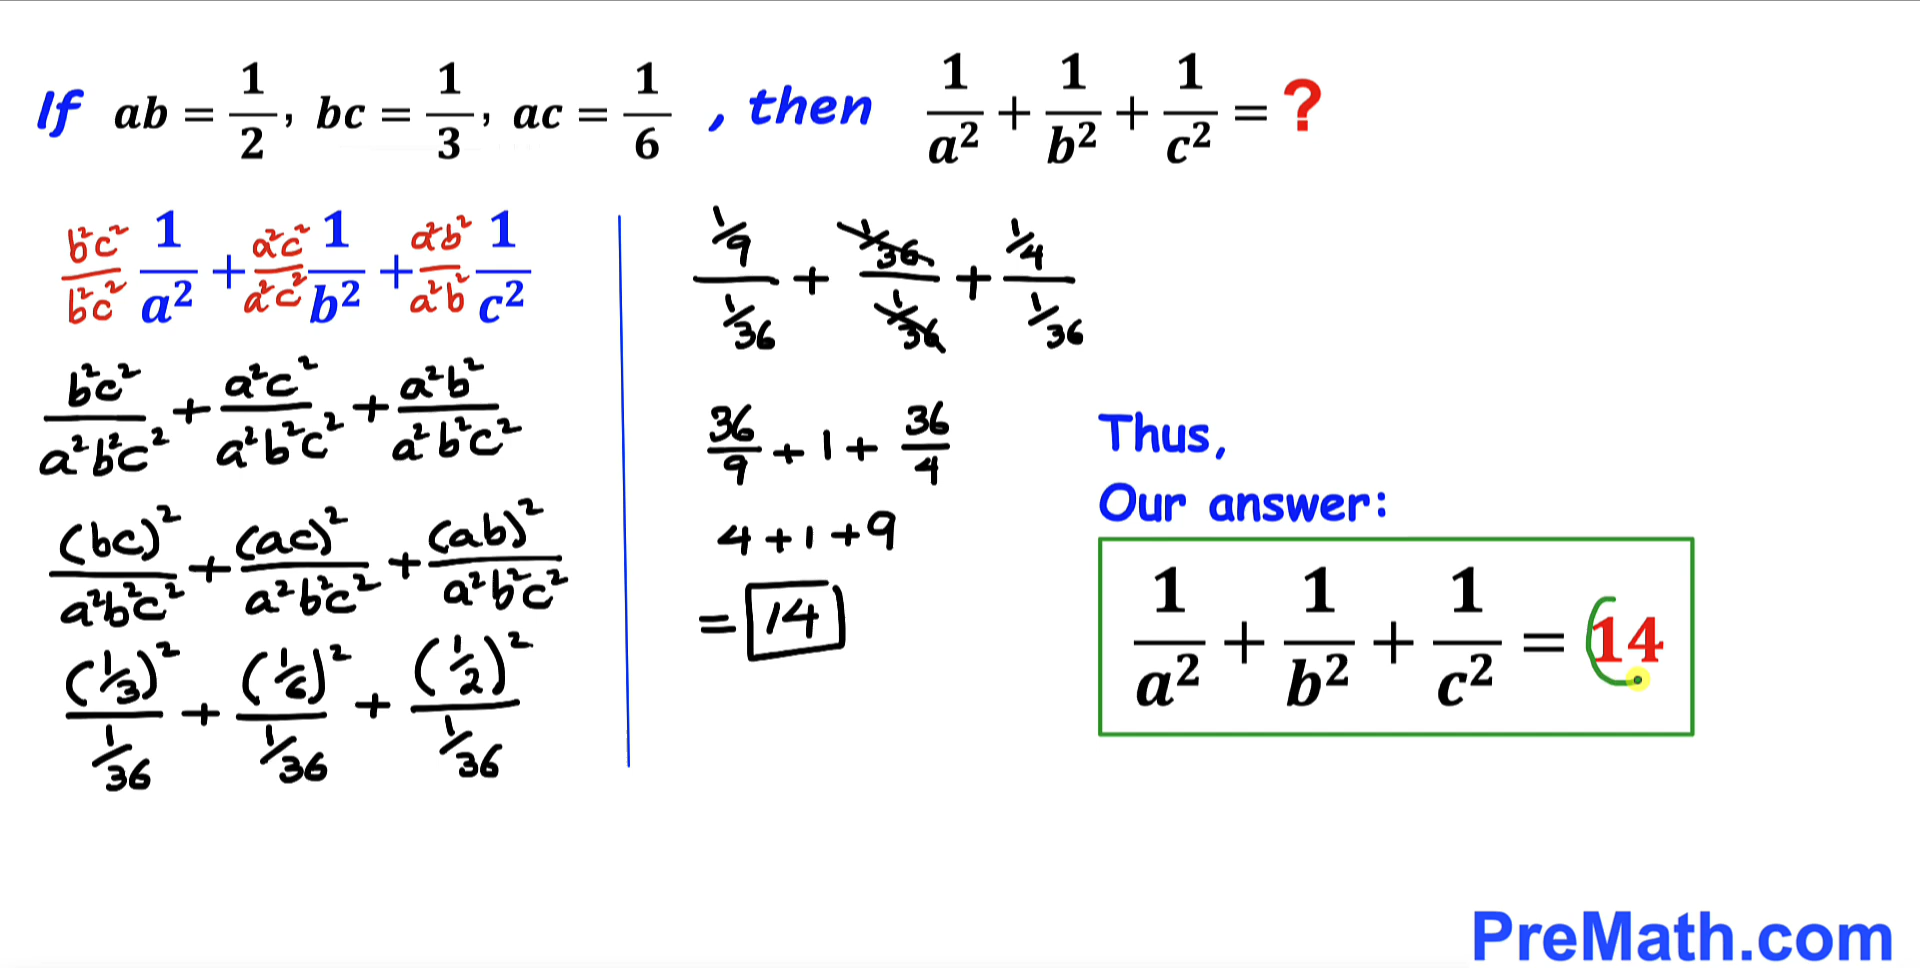 If ab = 1/2, bc = 1/3, ac = 1/6 , then 1/a² + 1/b² + 1/c² = ?
b²c²/b²c² 1/a² + a²c²/a²c² 1/b² + a²b²/a²b² 1/c²
b²c²/a²b²c² + a²c²/a²b²c² + a²b²/a²b²c²
(bc)²/a²b²c² + (ac)²/a²b²c² + (ab)²/a²b²c²
(1/3)²/1/36 + (1/6)²/1/36 + (1/2)²/1/36
1/9/1/36 + 1/36/1/36 + 1/4/1/36
36/9 + 1 + 36/4
4 + 1 + 9
= 14
Thus,
Our answer:
1/a² + 1/b² + 1/c² = 14
PreMath.com